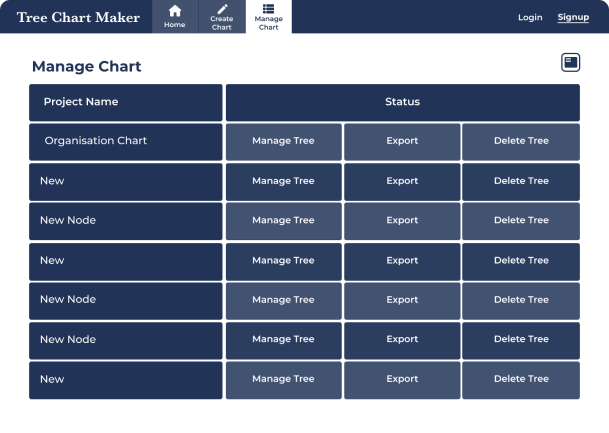 Tree Chart Maker
Home
Create
Chart
Manage
Chart
Login Signup
Manage Chart
Project Name Status
Organisation Chart Manage Tree Export Delete Tree
New Manage Tree Export Delete Tree
New Node Manage Tree Export Delete Tree
New Manage Tree Export Delete Tree
New Node Manage Tree Export Delete Tree
New Node Manage Tree Export Delete Tree
New Manage Tree Export Delete Tree